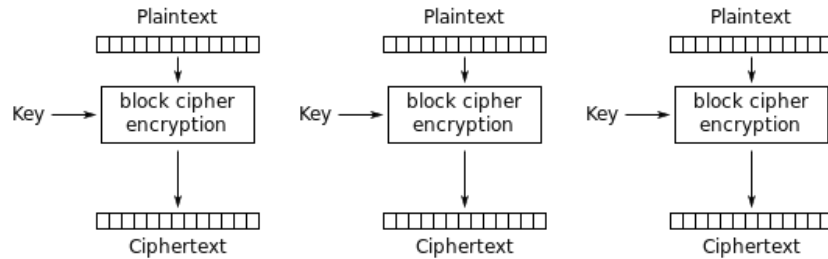 Plaintext Plaintext Plaintext
Key block cipher encryption Key block cipher encryption Key block cipher encryption
Ciphertext Ciphertext Ciphertext